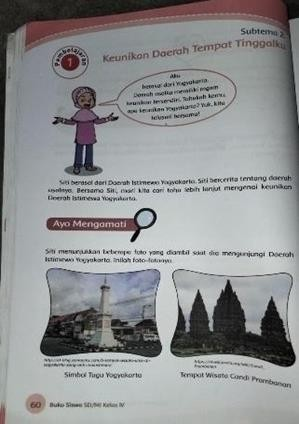 Subtema 2
Keunikan Daerah Tempat Tinggalku
Pembelajaran
1
Aku
berasal dari Yogyakarta.
Daerah asalku memiliki ragam
keunikan tersendiri. Tahukah kamu,
apa keunikan Yogyakarta? Yuk, kita
telusuri bersama!
Siti berasal dari Daerah Istimewa Yogyakarta. Siti bercerita tentang daerah
asalnya. Bersama Siti, mari kita cari tahu lebih lanjut mengenai keunikan
Daerah Istimewa Yogyakarta.
Ayo Mengamati
Siti menunjukkan beberapa foto yang diambil saat dia mengunjungi Daerah
Istimewa Yogyakarta. Inilah foto-fotonya.
Simbol Tugu Yogyakarta
Tempat Wisata Candi Prambanan
60 Buku Siswa SD/MI Kelas IV